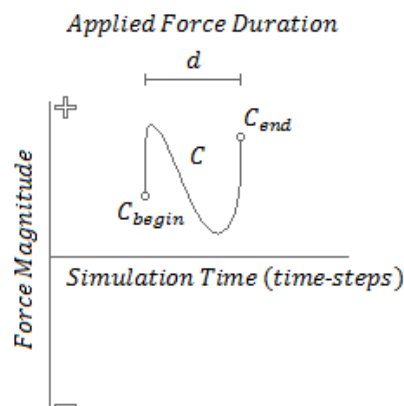 Applied Force Duration
d
C_end
C
C_begin
Force Magnitude
Simulation Time (time-steps)